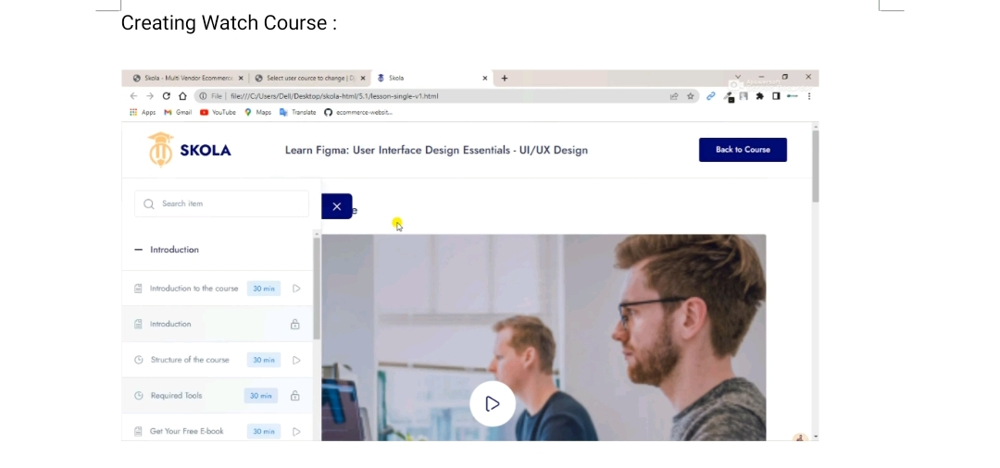 Creating Watch Course :
Skola - Multi Vendor Ecommerc
Select user cource to change | D
Skola
File | file:///C:/Users/Dell/Desktop/skola-html/5.1/lesson-single-v1.html
Apps Gmail YouTube Maps Translate ecommerce-websit...
SKOLA
Learn Figma: User Interface Design Essentials - UI/UX Design
Back to Course
Search item
e
Introduction
Introduction to the course 30 min
Introduction
Structure of the course 30 min
Required Tools 30 min
Get Your Free E-book 30 min